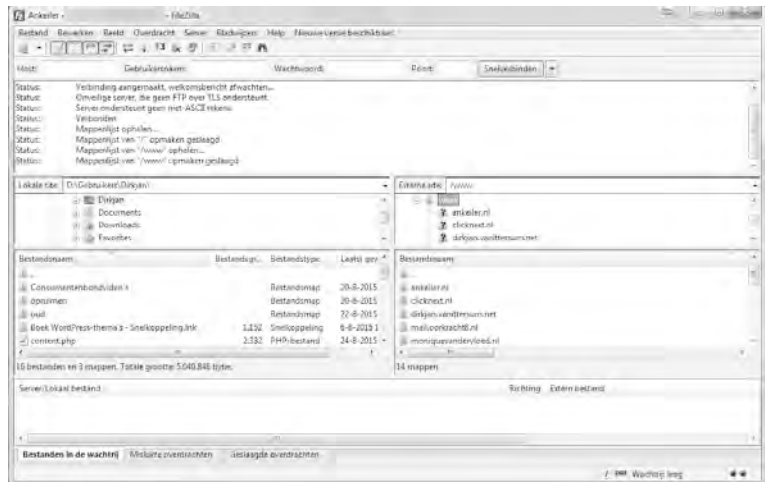 Ankeiler - - FileZilla
Bestand Bewerken Beeld Overdracht Server Bladwijzers Help Nieuwe versie beschikbaar!
Host: Gebruikersnaam: Wachtwoord: Poort: Snelverbinden
Status: Verbinding aangemaakt, welkomstbericht afwachten...
Status: Onveilige server, die geen FTP over TLS ondersteunt.
Status: Server ondersteunt geen niet-ASCII tekens.
Status: Verbonden
Status: Mappenlijst ophalen...
Status: Mappenlijst van "/" opmaken geslaagd
Status: Mappenlijst van "/www" ophalen...
Status: Mappenlijst van "/www" opmaken geslaagd
Lokale site: D:\Gebruikers\Dirkjan\
Dirkjan
Documents
Downloads
Favorites
Externe site: /www
www
ankeiler.nl
clicknext.nl
dirkjan.vanittersum.net
Bestandsnaam Bestandsgr... Bestandstype Laatst gew
..
Consumentenbondvideo's Bestandsmap 20-8-2015
opruimen Bestandsmap 20-8-2015
oud Bestandsmap 22-8-2015
Boek WordPress-thema's - Snelkoppeling.lnk 1.152 Snelkoppeling 6-8-2015 1
content.php 2.332 PHP-bestand 24-8-2015
16 bestanden en 3 mappen. Totale grootte: 5.040.846 bytes
Bestandsnaam
..
ankeiler.nl
clicknext.nl
dirkjan.vanittersum.net
mail.oorkracht8.nl
moniquevandervloed.nl
14 mappen
Server/Lokaal bestand Richting Extern bestand
Bestanden in de wachtrij Mislukte overdrachten Geslaagde overdrachten
Wachtrij: leeg